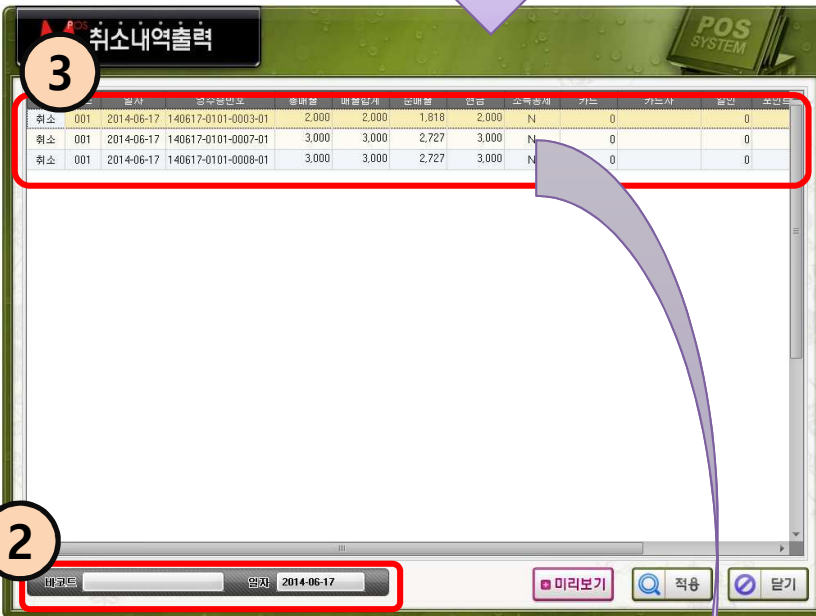 POS
취소내역출력
POS
SYSTEM
3
일자 영수증번호 총매출 매출합계 순매출 현금 소득공제 카드 카드사 할인 포인트
취소 001 2014-06-17 140617-0101-0003-01 2,000 2,000 1,818 2,000 N 0 0
취소 001 2014-06-17 140617-0101-0007-01 3,000 3,000 2,727 3,000 N 0 0
취소 001 2014-06-17 140617-0101-0008-01 3,000 3,000 2,727 3,000 N 0 0
2
바코드 일자 2014-06-17 미리보기 적용 닫기